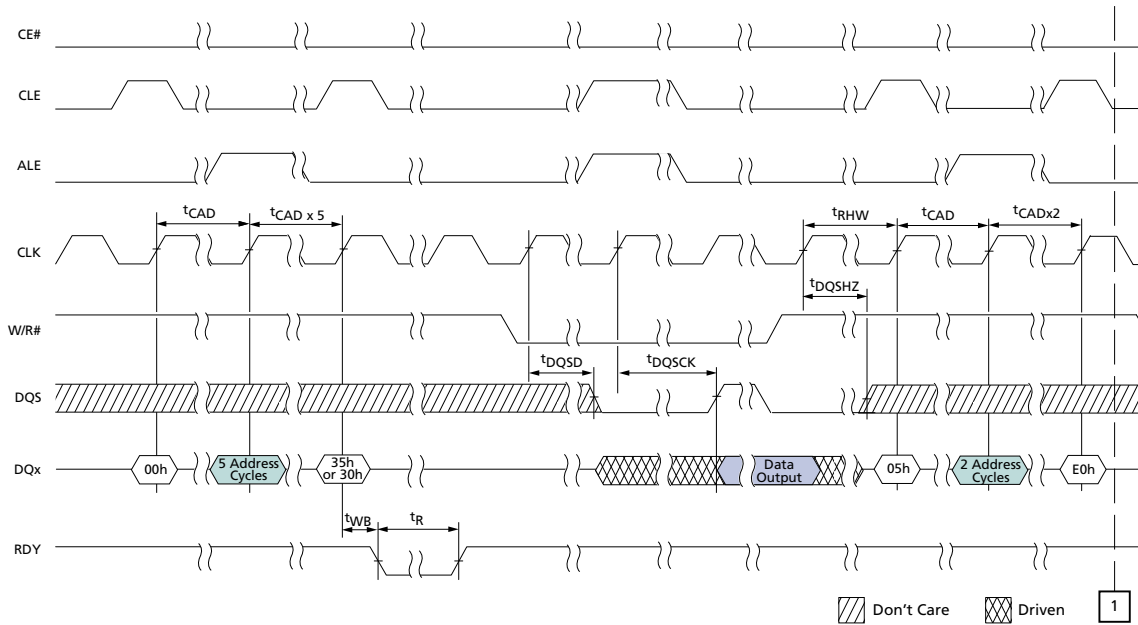 CE#
CLE
ALE
tCAD
tCAD x 5
tRHW
tCAD
tCADx2
CLK
tDQSHZ
W/R#
tDQSD
tDQSCK
DQS
DQx
00h
5 Address
Cycles
35h
or 30h
Data
Output
05h
2 Address
Cycles
E0h
tWB
tR
RDY
Don't Care
Driven
1